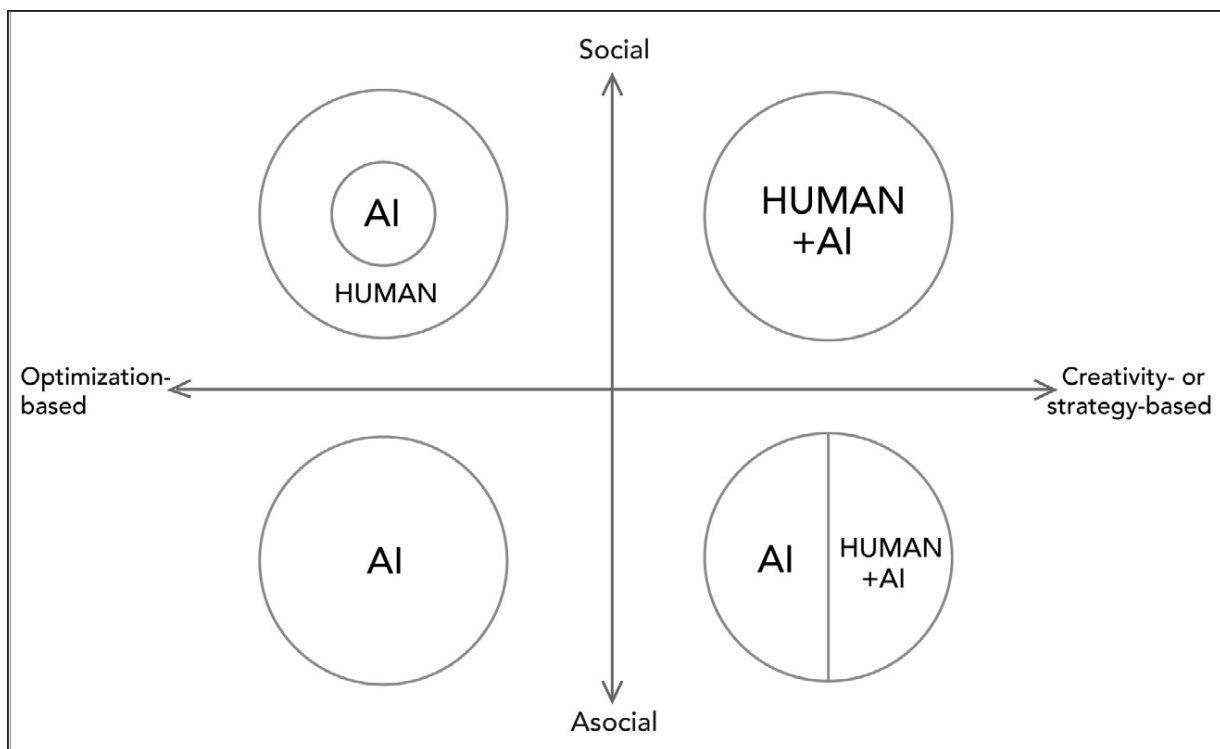 Social
AI
HUMAN
HUMAN
+AI
Optimization-
based
Creativity- or
strategy-based
AI
AI
HUMAN
+AI
Asocial